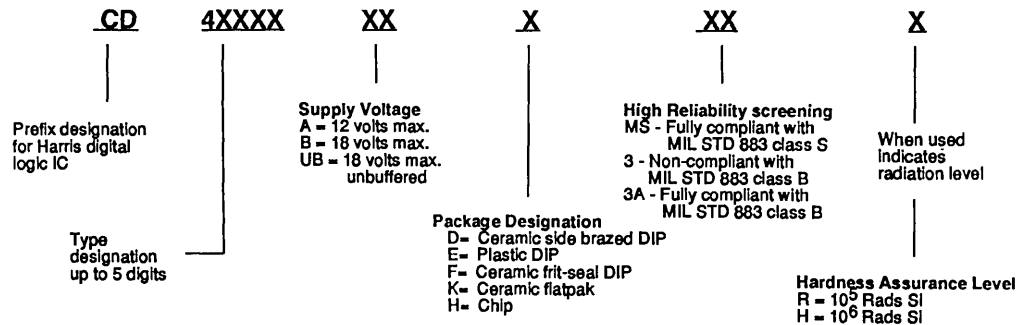 CD 4XXXX XX X XX X
Prefix designation
for Harris digital
logic IC
Type
designation
up to 5 digits
Supply Voltage
A = 12 volts max.
B = 18 volts max.
UB = 18 volts max.
unbuffered
Package Designation
D= Ceramic side brazed DIP
E= Plastic DIP
F= Ceramic frit-seal DIP
K= Ceramic flatpak
H= Chip
High Reliability screening
MS - Fully compliant with
MIL STD 883 class S
3 - Non-compliant with
MIL STD 883 class B
3A - Fully compliant with
MIL STD 883 class B
When used
indicates
radiation level
Hardness Assurance Level
R = 10⁵ Rads SI
H = 10⁶ Rads SI